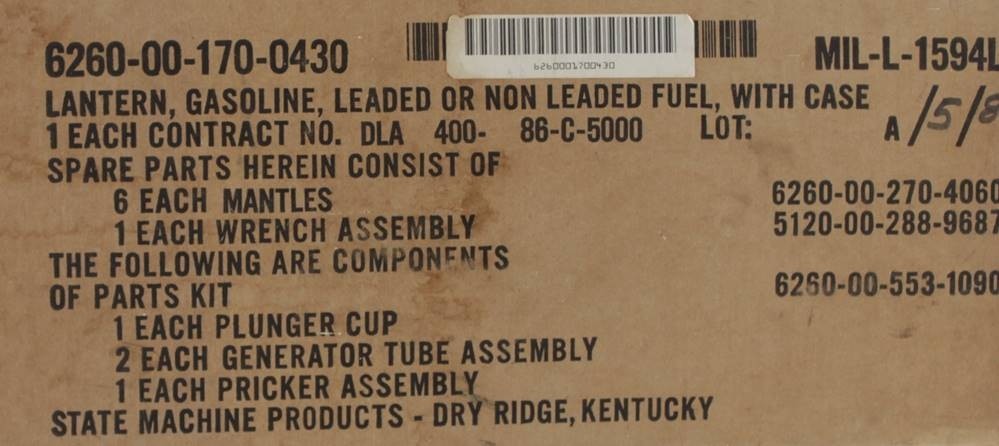 6260-00-170-0430 MIL-L-1594L
6260001700430
LANTERN, GASOLINE, LEADED OR NON LEADED FUEL, WITH CASE
1 EACH CONTRACT NO. DLA 400- 86-C-5000 LOT: A /5/8
SPARE PARTS HEREIN CONSIST OF
6 EACH MANTLES 6260-00-270-4060
1 EACH WRENCH ASSEMBLY 5120-00-288-9687
THE FOLLOWING ARE COMPONENTS
OF PARTS KIT 6260-00-553-1090
1 EACH PLUNGER CUP
2 EACH GENERATOR TUBE ASSEMBLY
1 EACH PRICKER ASSEMBLY
STATE MACHINE PRODUCTS - DRY RIDGE, KENTUCKY